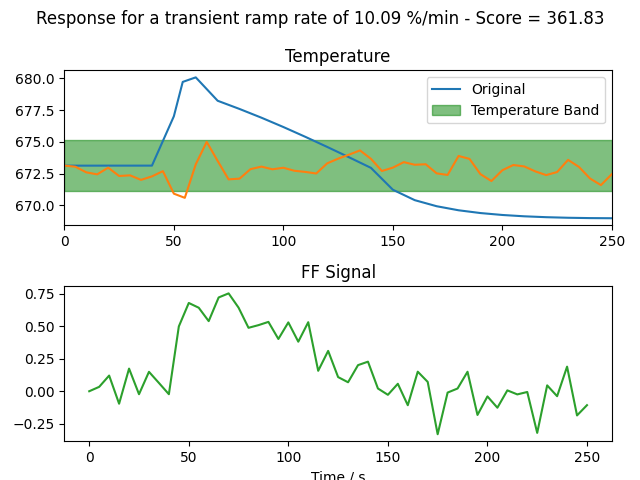 Response for a transient ramp rate of 10.09 %/min - Score = 361.83
Temperature
680.0
677.5
675.0
672.5
670.0
Original
Temperature Band
0 50 100 150 200 250
FF Signal
0.75
0.50
0.25
0.00
−0.25
0 50 100 150 200 250
Time / s